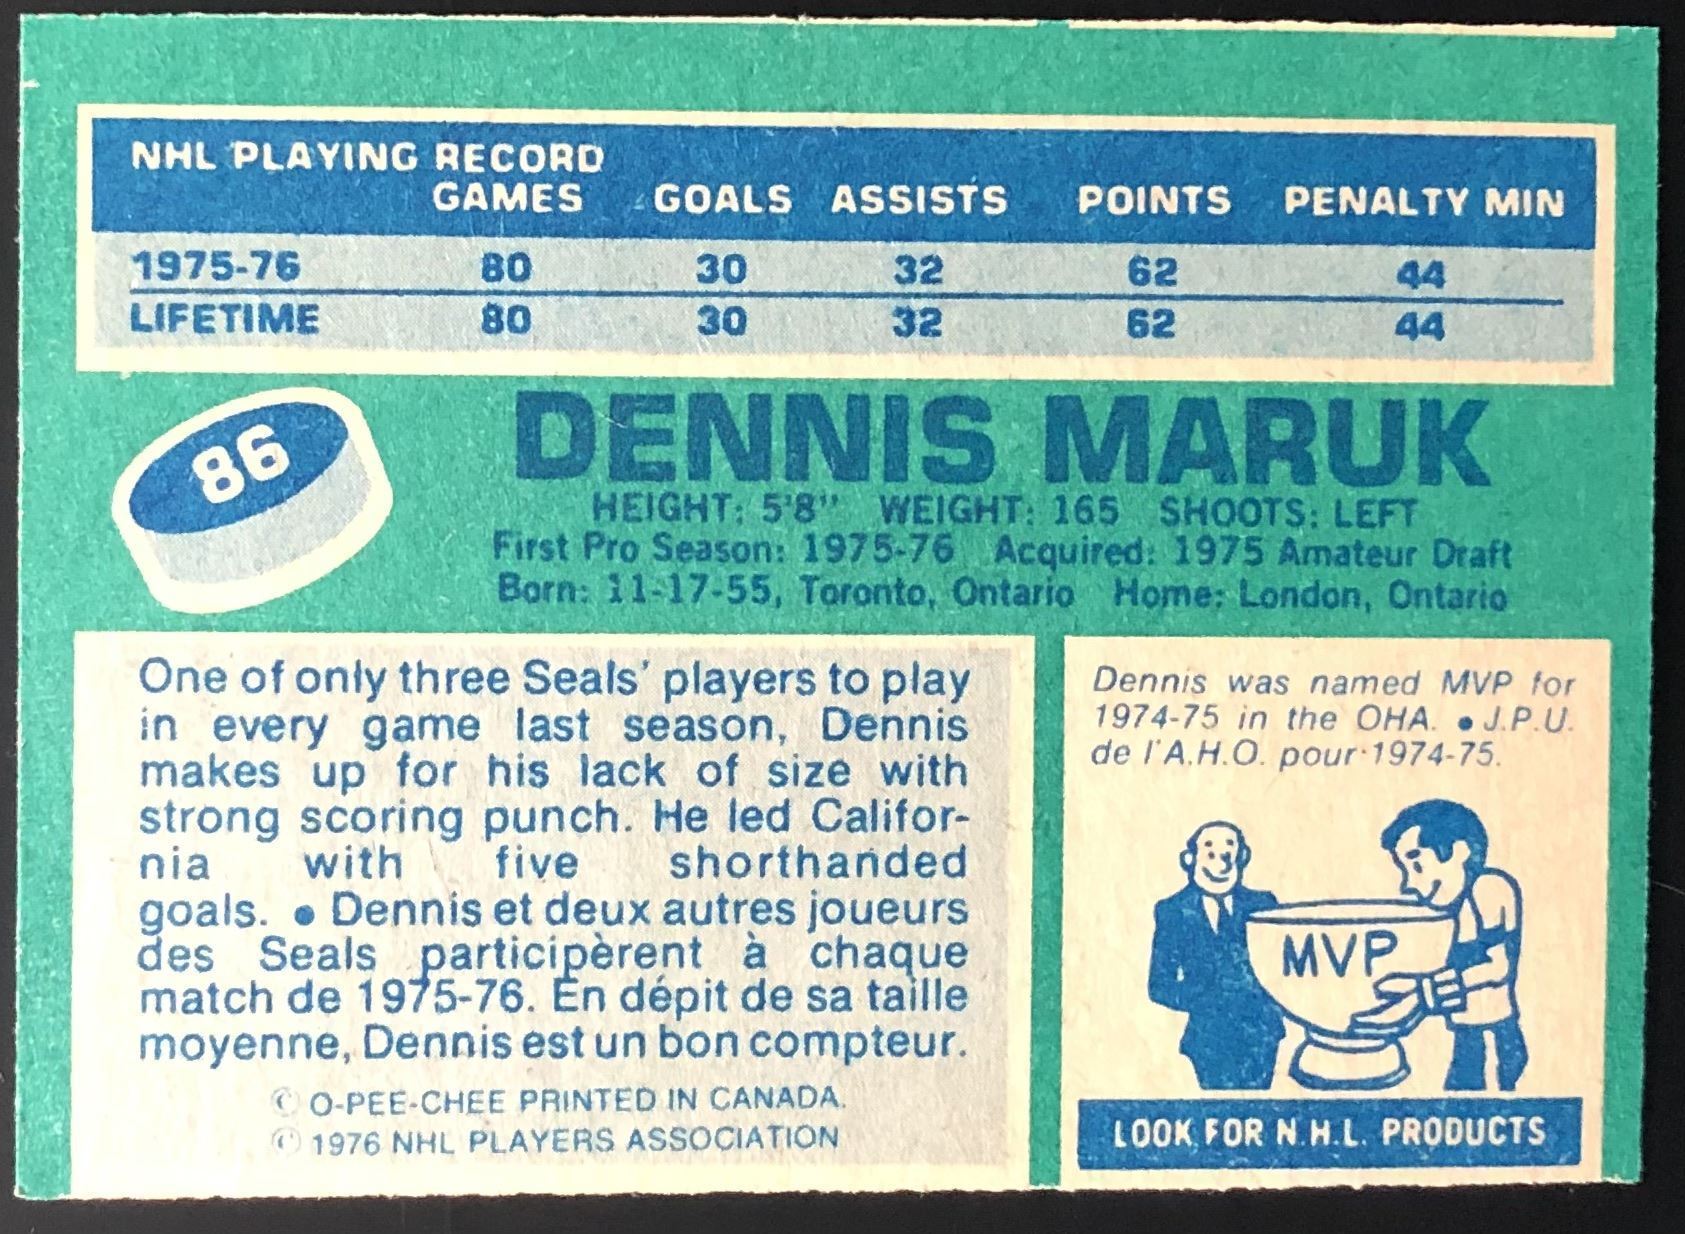 NHL PLAYING RECORD
GAMES GOALS ASSISTS POINTS PENALTY MIN
1975-76 80 30 32 62 44
LIFETIME 80 30 32 62 44
86
DENNIS MARUK
HEIGHT: 5'8" WEIGHT: 165 SHOOTS: LEFT
First Pro Season: 1975-76 Acquired: 1975 Amateur Draft
Born: 11-17-55, Toronto, Ontario Home: London, Ontario
One of only three Seals' players to play
in every game last season, Dennis
makes up for his lack of size with
strong scoring punch. He led Califor-
nia with five shorthanded
goals. • Dennis et deux autres joueurs
des Seals participèrent à chaque
match de 1975-76. En dépit de sa taille
moyenne, Dennis est un bon compteur.
© O-PEE-CHEE PRINTED IN CANADA.
© 1976 NHL PLAYERS ASSOCIATION
Dennis was named MVP for
1974-75 in the OHA. • J.P.U.
de l'A.H.O. pour 1974-75.
MVP
LOOK FOR N.H.L. PRODUCTS